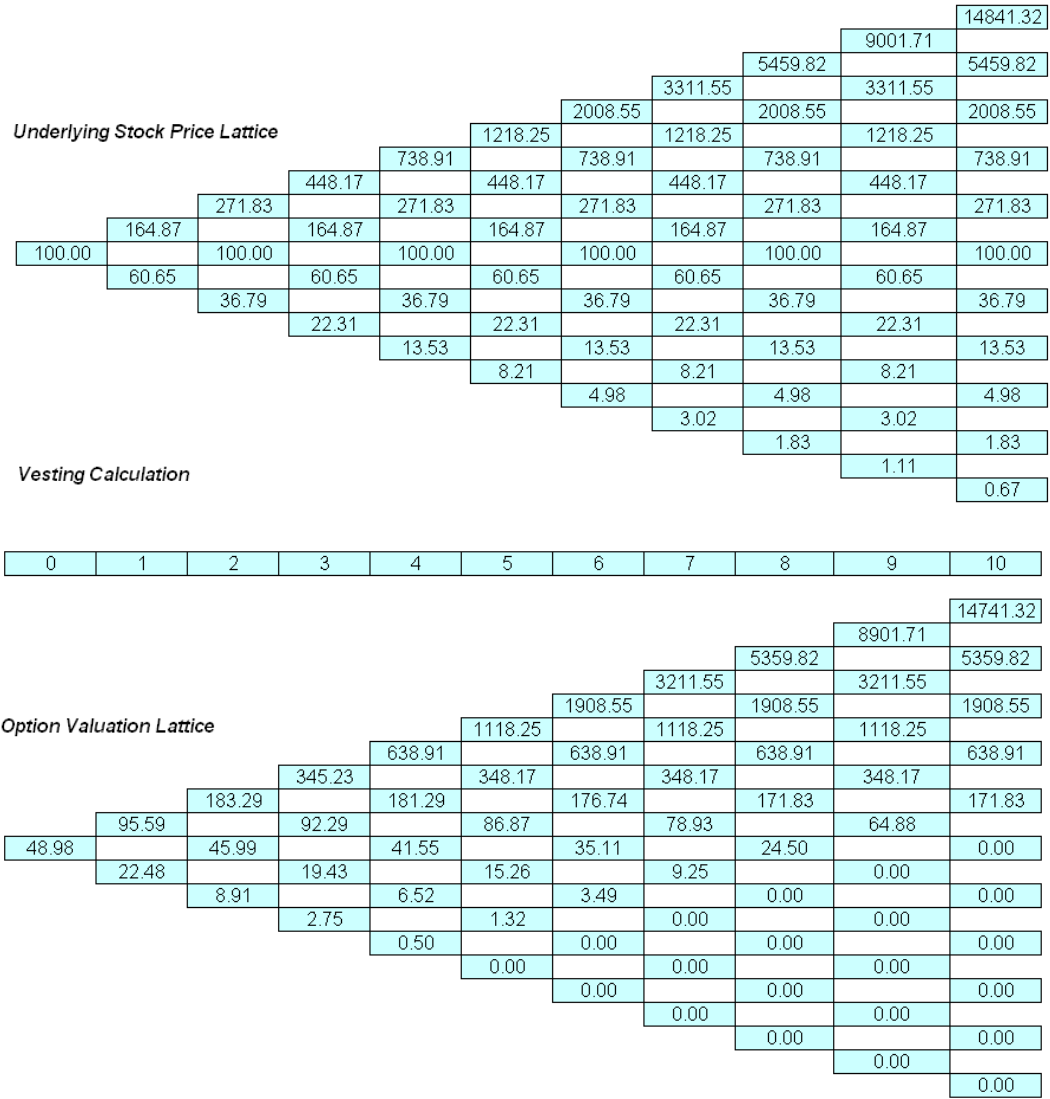 14841.32
9001.71
5459.82 5459.82
3311.55 3311.55
2008.55 2008.55 2008.55
Underlying Stock Price Lattice 1218.25 1218.25 1218.25
738.91 738.91 738.91 738.91
448.17 448.17 448.17 448.17
271.83 271.83 271.83 271.83 271.83
164.87 164.87 164.87 164.87 164.87
100.00 100.00 100.00 100.00 100.00 100.00
60.65 60.65 60.65 60.65 60.65
36.79 36.79 36.79 36.79 36.79
22.31 22.31 22.31 22.31
13.53 13.53 13.53 13.53
8.21 8.21 8.21
4.98 4.98 4.98
3.02 3.02
1.83 1.83
Vesting Calculation 1.11
0.67
0 1 2 3 4 5 6 7 8 9 10
14741.32
8901.71
5359.82 5359.82
3211.55 3211.55
1908.55 1908.55 1908.55
Option Valuation Lattice 1118.25 1118.25 1118.25
638.91 638.91 638.91 638.91
345.23 348.17 348.17 348.17
183.29 181.29 176.74 171.83 171.83
95.59 92.29 86.87 78.93 64.88
48.98 45.99 41.55 35.11 24.50 0.00
22.48 19.43 15.26 9.25 0.00
8.91 6.52 3.49 0.00 0.00
2.75 1.32 0.00 0.00
0.50 0.00 0.00 0.00
0.00 0.00 0.00
0.00 0.00 0.00
0.00 0.00
0.00 0.00
0.00
0.00